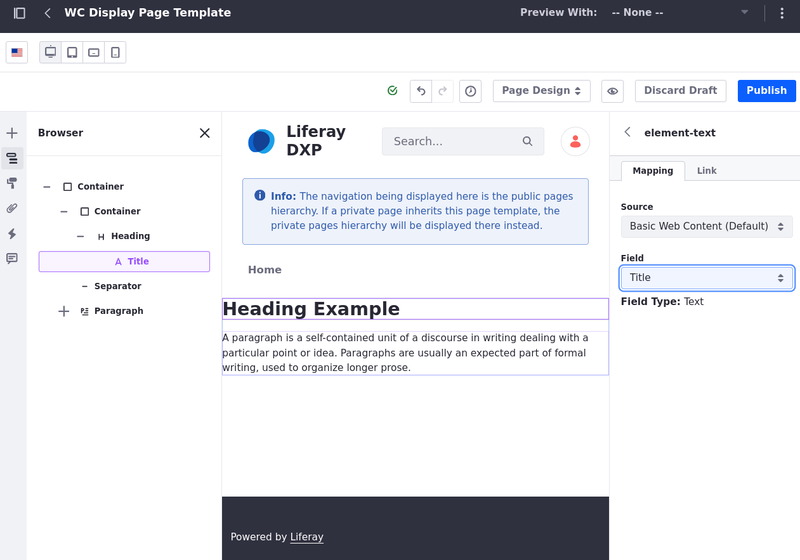 WC Display Page Template
Preview With:
-- None --
Page Design
Discard Draft
Publish
Browser
Container
Container
Heading
Title
Separator
Paragraph
Liferay
DXP
Search...
Info: The navigation being displayed here is the public pages
hierarchy. If a private page inherits this page template, the
private pages hierarchy will be displayed there instead.
Home
Heading Example
A paragraph is a self-contained unit of a discourse in writing dealing with a
particular point or idea. Paragraphs are usually an expected part of formal
writing, used to organize longer prose.
Powered by Liferay
element-text
Mapping
Link
Source
Basic Web Content (Default)
Field
Title
Field Type: Text